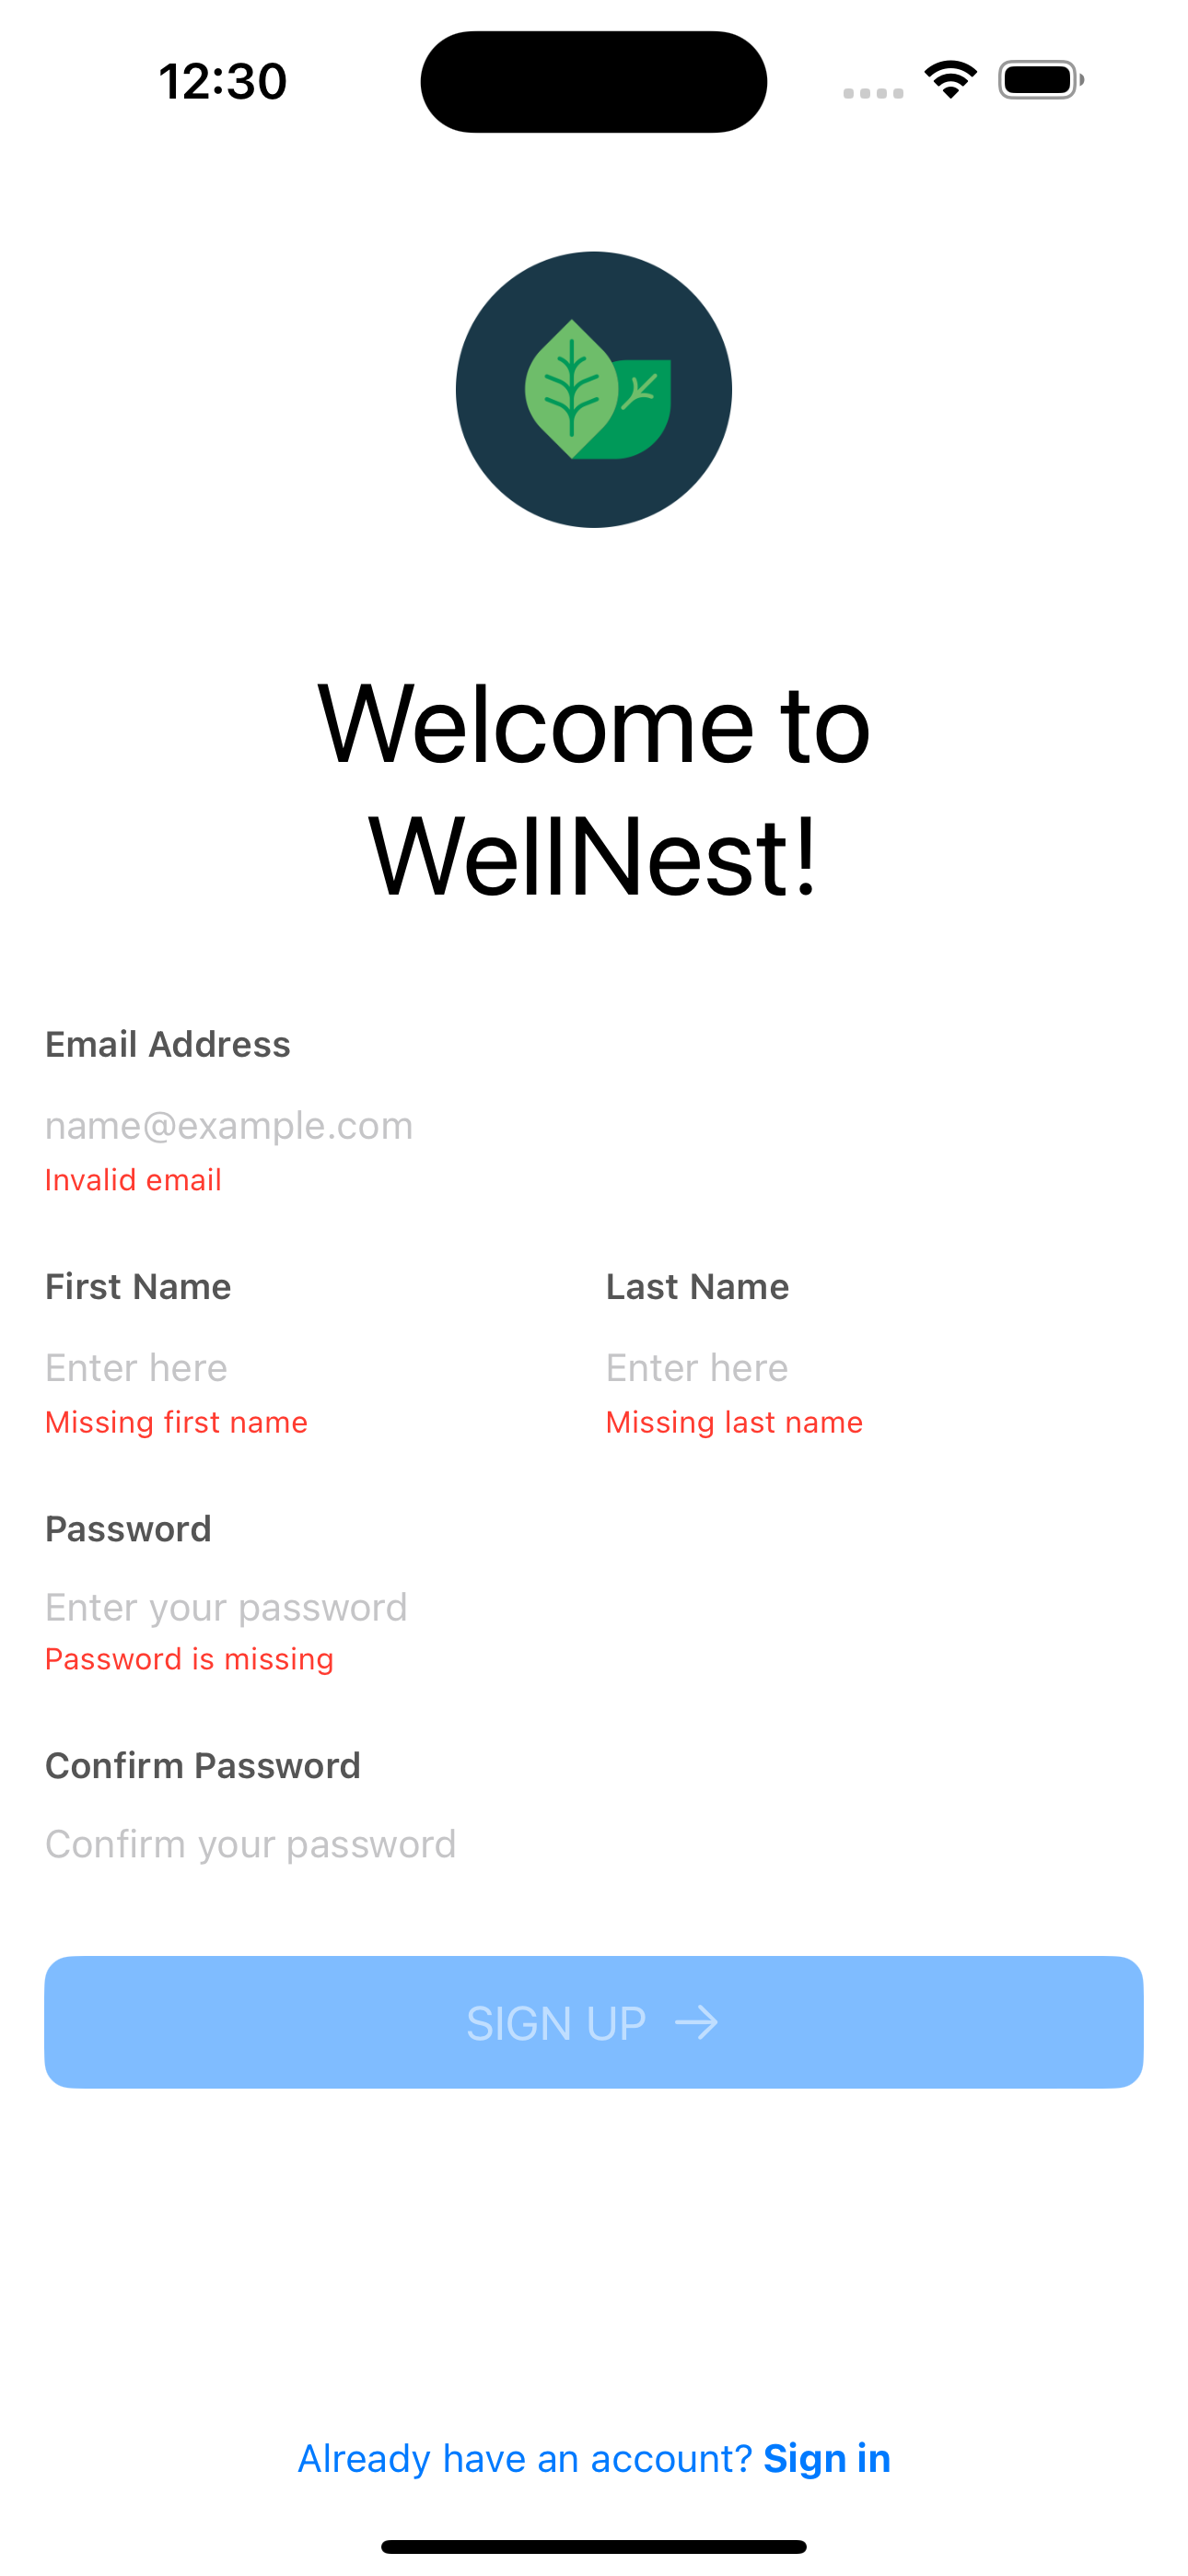 12:30
Welcome to
WellNest!
Email Address
name@example.com
Invalid email
First Name
Last Name
Enter here
Enter here
Missing first name
Missing last name
Password
Enter your password
Password is missing
Confirm Password
Confirm your password
SIGN UP →
Already have an account? Sign in